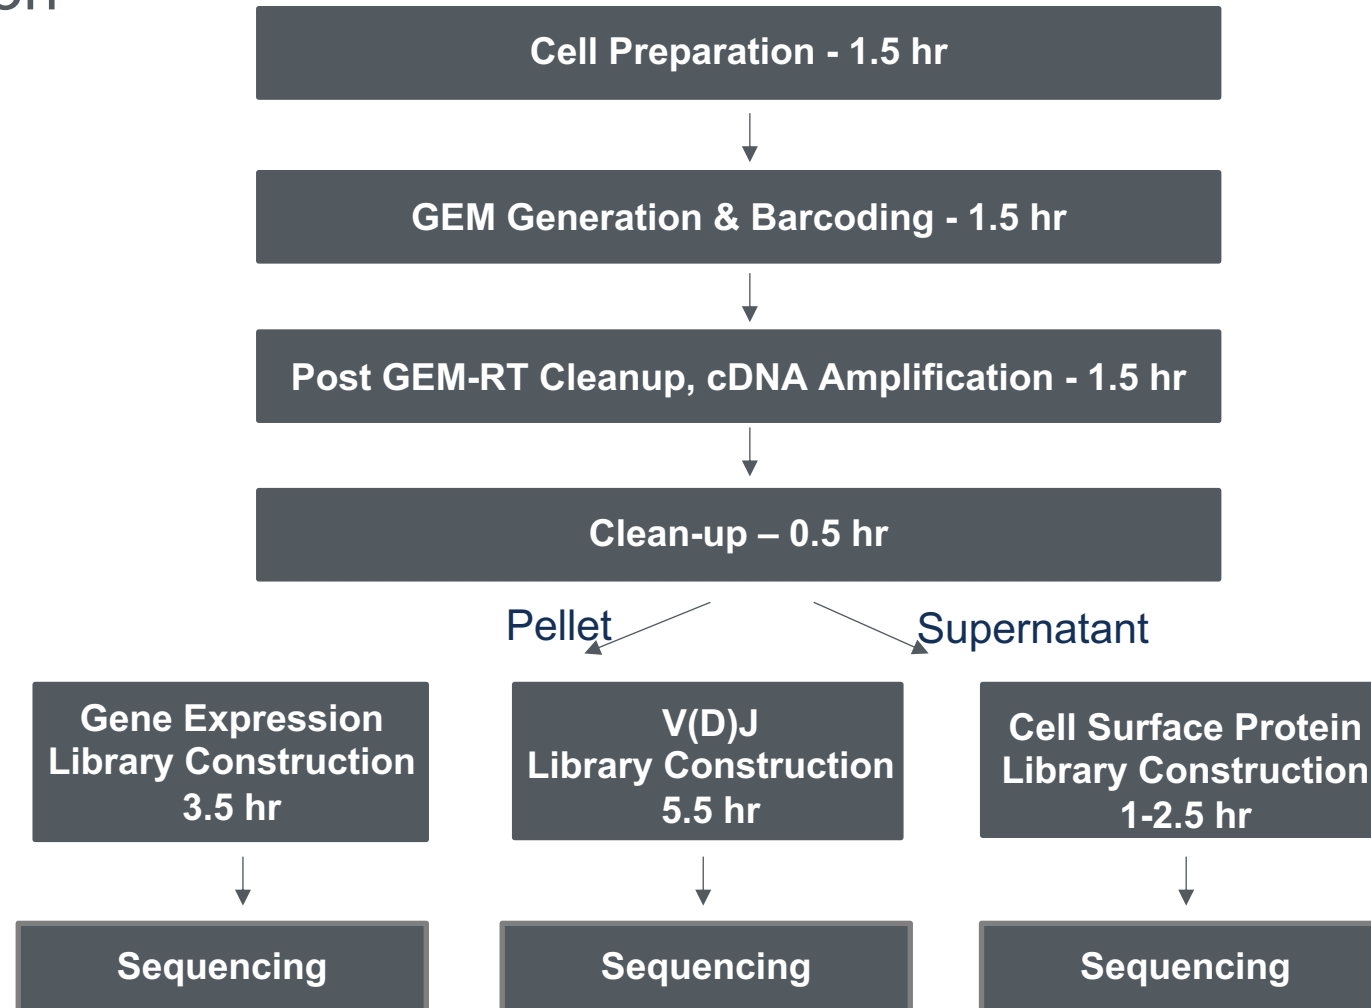 Cell Preparation - 1.5 hr
GEM Generation & Barcoding - 1.5 hr
Post GEM-RT Cleanup, cDNA Amplification - 1.5 hr
Clean-up – 0.5 hr
Pellet
Supernatant
Gene Expression
Library Construction
3.5 hr
V(D)J
Library Construction
5.5 hr
Cell Surface Protein
Library Construction
1-2.5 hr
Sequencing
Sequencing
Sequencing